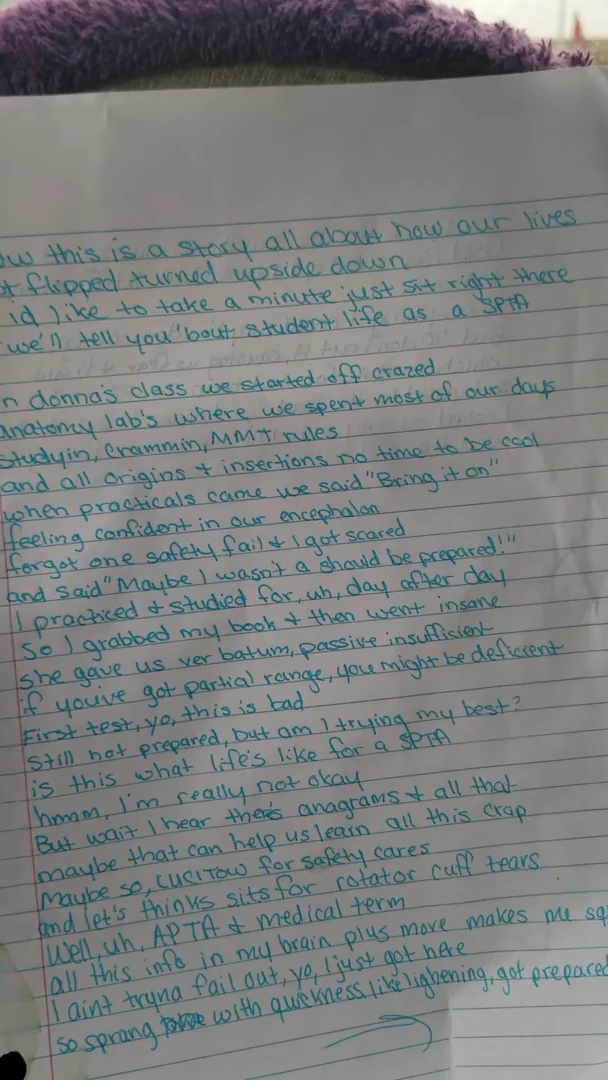 this is a story all about how our lives
flipped turned upside down
i'd like to take a minute just sit right there
we'll tell you "bout student life as a SPTA
donna's class we started off crazed
anatomy lab's where we spent most of our days
studyin, crammin, MMT rules
and all origins & insertions no time to be cool
when practicals came we said "Bring it on"
feeling confident in our encephalan
forgot one safety fail & I got scared
and said "Maybe I wasn't a should be prepared!"
I practiced & studied for, uh, day after day
So I grabbed my book & then went insane
she gave us ver batum, passive insufficient
if youive got partial range, you might be deficient
First test, yo, this is bad
Still not prepared, but am I trying my best?
is this what life's like for a SPTA
hmmm, I'm really not okay
But wait I hear there's anagrams & all that
maybe that can help us learn all this crap
Maybe so, for safety cares
and let's thinks sits for rotator cuff tears
Well, uh, APTA & medical term
all this info in my brain plus move makes me
I aint tryna fail out, yo, I just got here
so sprang with quickness like lighening, got prepared